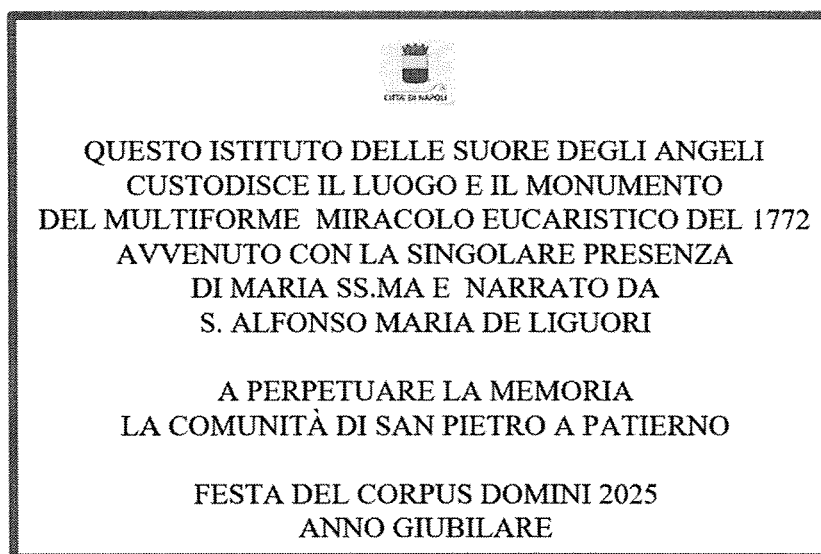 CITTÀ DI NAPOLI
QUESTO ISTITUTO DELLE SUORE DEGLI ANGELI
CUSTODISCE IL LUOGO E IL MONUMENTO
DEL MULTIFORME MIRACOLO EUCARISTICO DEL 1772
AVVENUTO CON LA SINGOLARE PRESENZA
DI MARIA SS.MA E NARRATO DA
S. ALFONSO MARIA DE LIGUORI
A PERPETUARE LA MEMORIA
LA COMUNITÀ DI SAN PIETRO A PATIERNO
FESTA DEL CORPUS DOMINI 2025
ANNO GIUBILARE